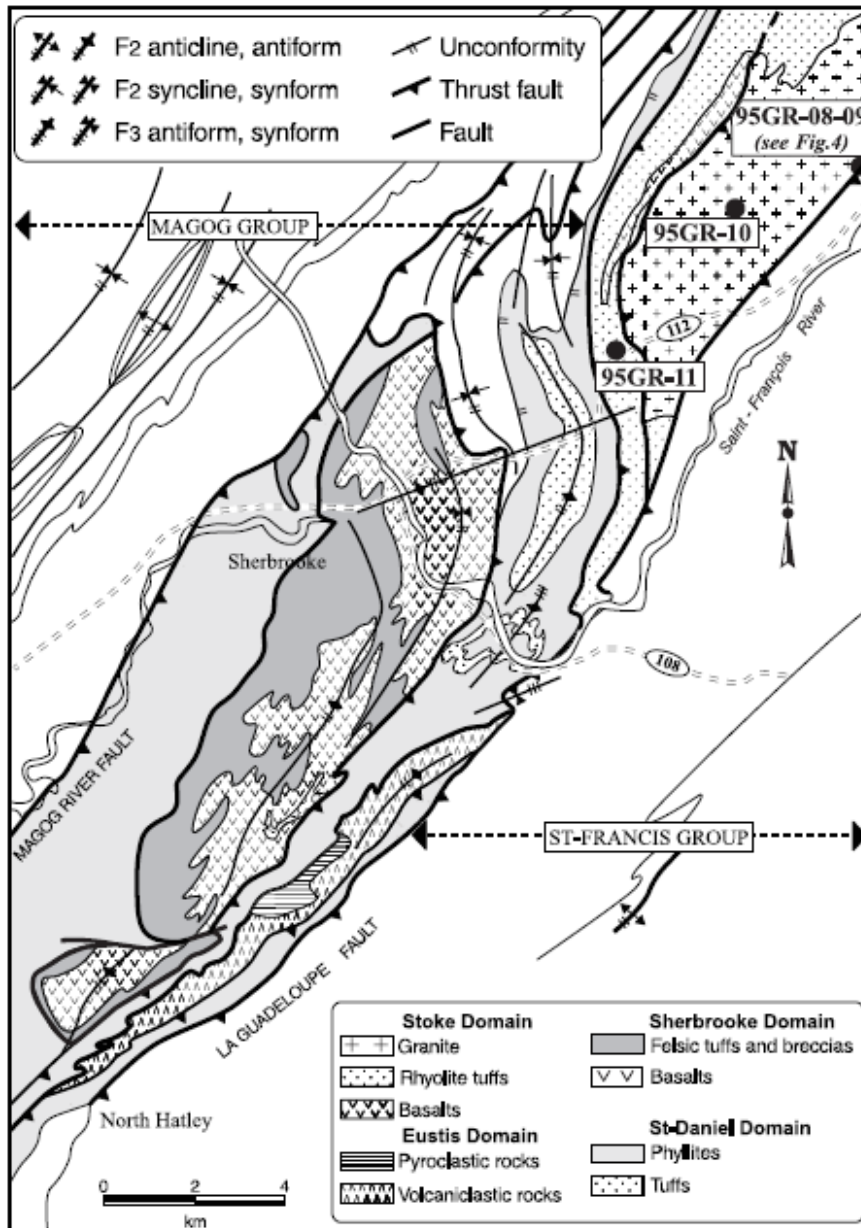 F2 anticline, antiform
F2 syncline, synform
F3 antiform, synform
Unconformity
Thrust fault
Fault
95GR-08-09
(see Fig.4)
MAGOG GROUP
95GR-10
112
95GR-11
Saint-François River
N
Sherbrooke
108
MAGOG RIVER FAULT
ST-FRANCIS GROUP
LA GUADELOUPE FAULT
North Hatley
0 2 4
km
Stoke Domain
Granite
Rhyolite tuffs
Basalts
Eustis Domain
Pyroclastic rocks
Volcaniclastic rocks
Sherbrooke Domain
Felsic tuffs and breccias
Basalts
St-Daniel Domain
Phyllites
Tuffs